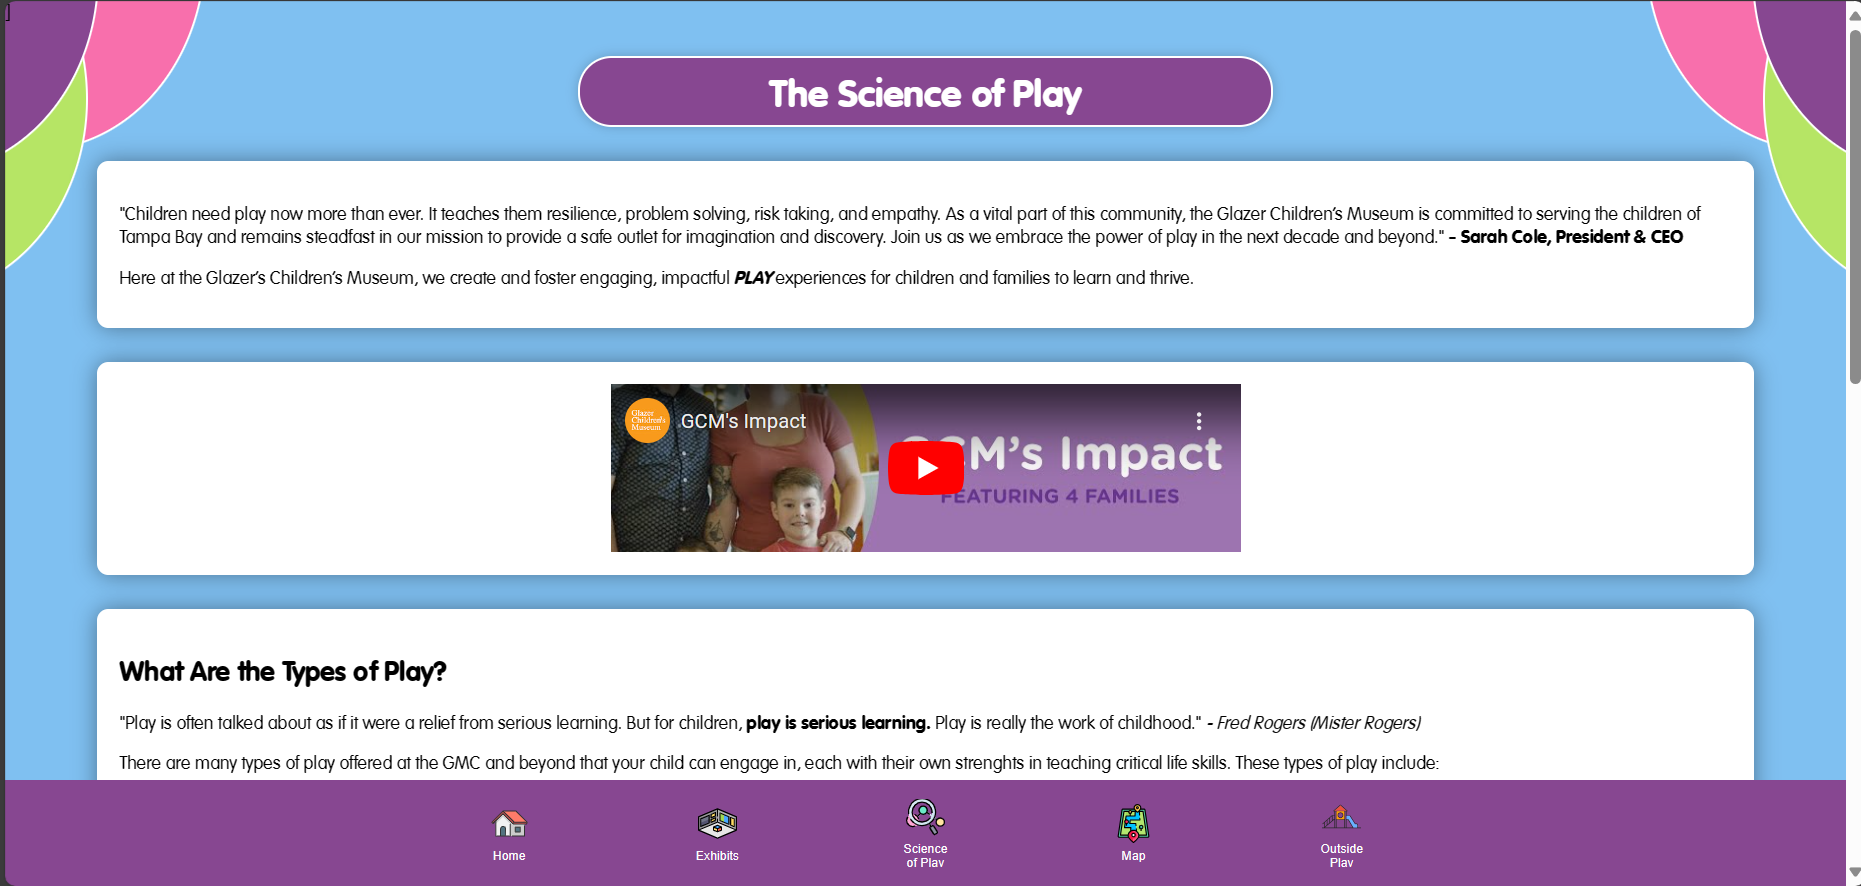 ]
The Science of Play
"Children need play now more than ever. It teaches them resilience, problem solving, risk taking, and empathy. As a vital part of this community, the Glazer Children's Museum is committed to serving the children of
Tampa Bay and remains steadfast in our mission to provide a safe outlet for imagination and discovery. Join us as we embrace the power of play in the next decade and beyond." - Sarah Cole, President & CEO
Here at the Glazer's Children's Museum, we create and foster engaging, impactful PLAY experiences for children and families to learn and thrive.
Glazer
Children's
Museum
GCM's Impact
GCM's Impact
FEATURING 4 FAMILIES
What Are the Types of Play?
"Play is often talked about as if it were a relief from serious learning. But for children, play is serious learning. Play is really the work of childhood." - Fred Rogers (Mister Rogers)
There are many types of play offered at the GMC and beyond that your child can engage in, each with their own strenghts in teaching critical life skills. These types of play include:
Home
Exhibits
Science
of Play
Map
Outside
Play